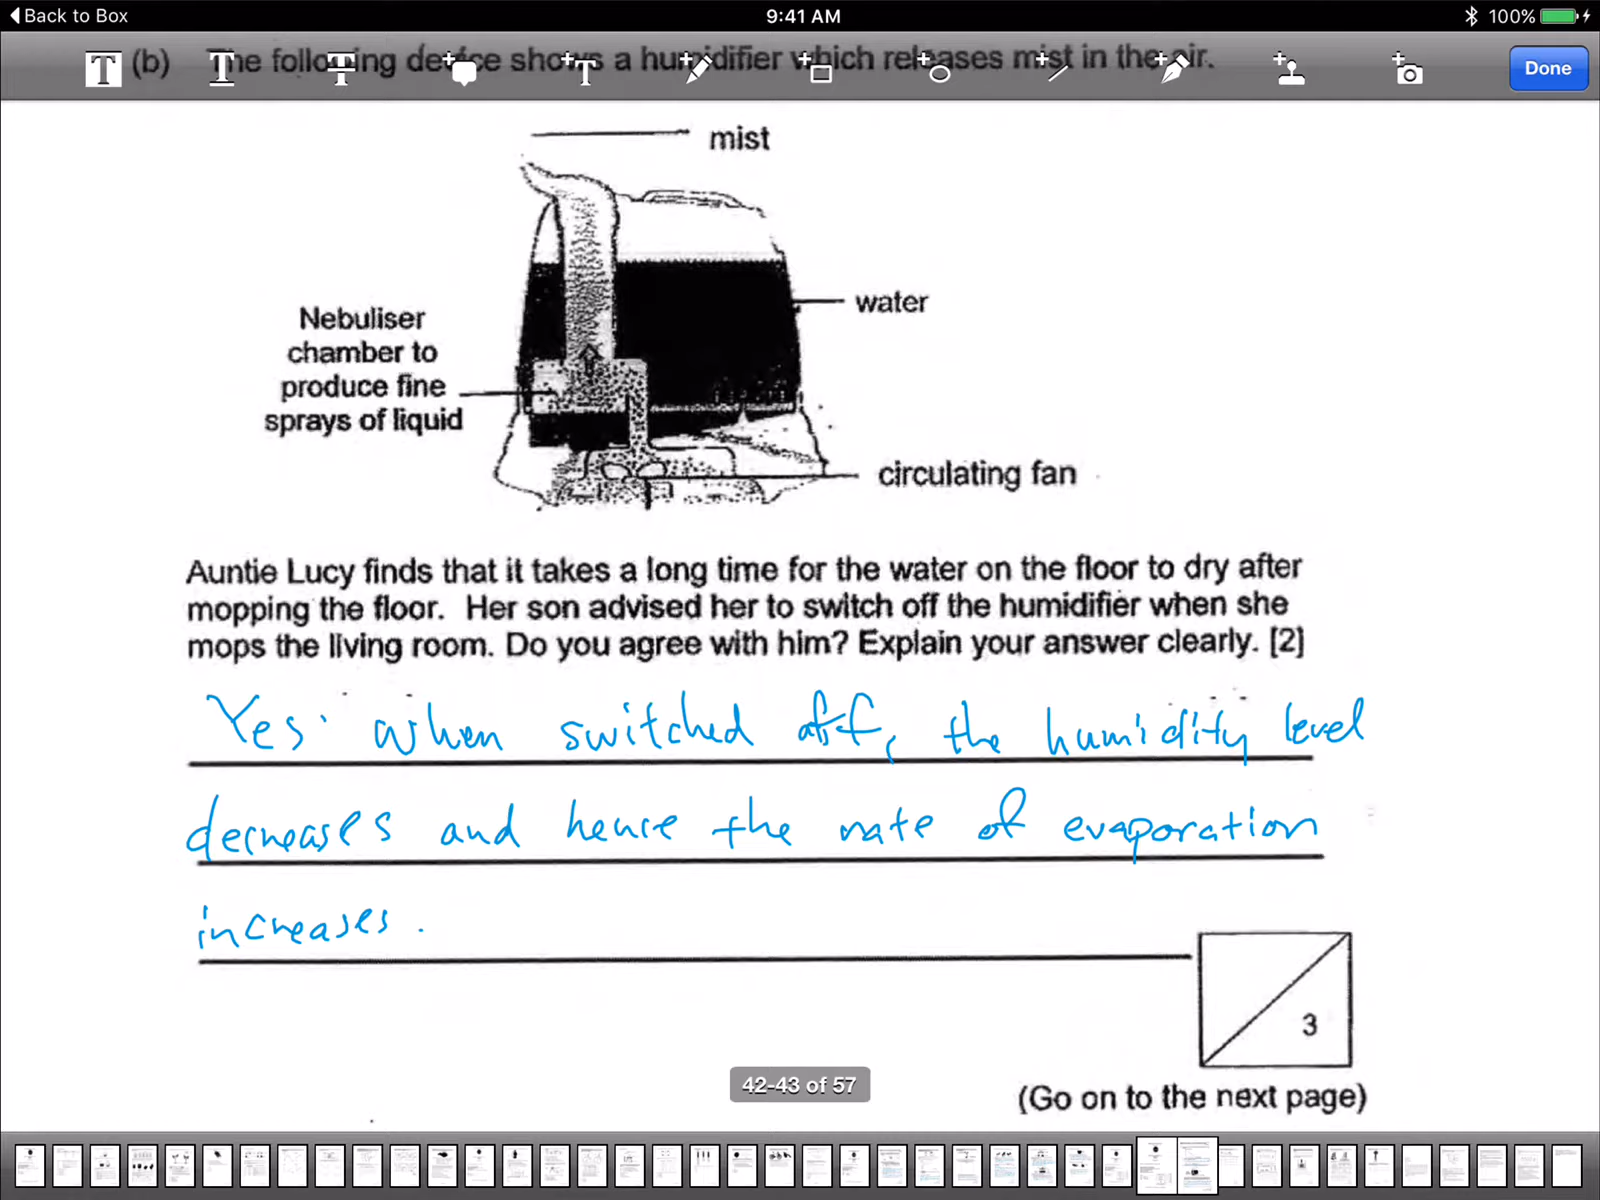 Back to Box
9:41 AM
100%
(b) The following device shows a humidifier which releases mist in the air.
Done
mist
water
Nebuliser
chamber to
produce fine
sprays of liquid
circulating fan
Auntie Lucy finds that it takes a long time for the water on the floor to dry after
mopping the floor. Her son advised her to switch off the humidifier when she
mops the living room. Do you agree with him? Explain your answer clearly. [2]
Yes. When switched off, the humidity level
decreases and hence the rate of evaporation
increases.
3
42-43 of 57
(Go on to the next page)